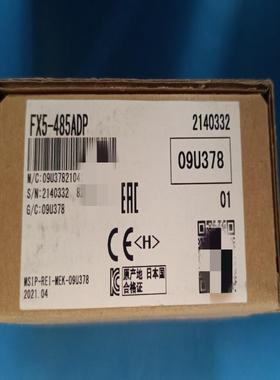 FX5-485ADP 2140332
M/C: 09U3782104
S/N: 2140332
G/C: 09U378
09U378
01
EAC
CE <H>
MSIP-REI-MEK-09U378
2021.04
原产地 日本国
合格证